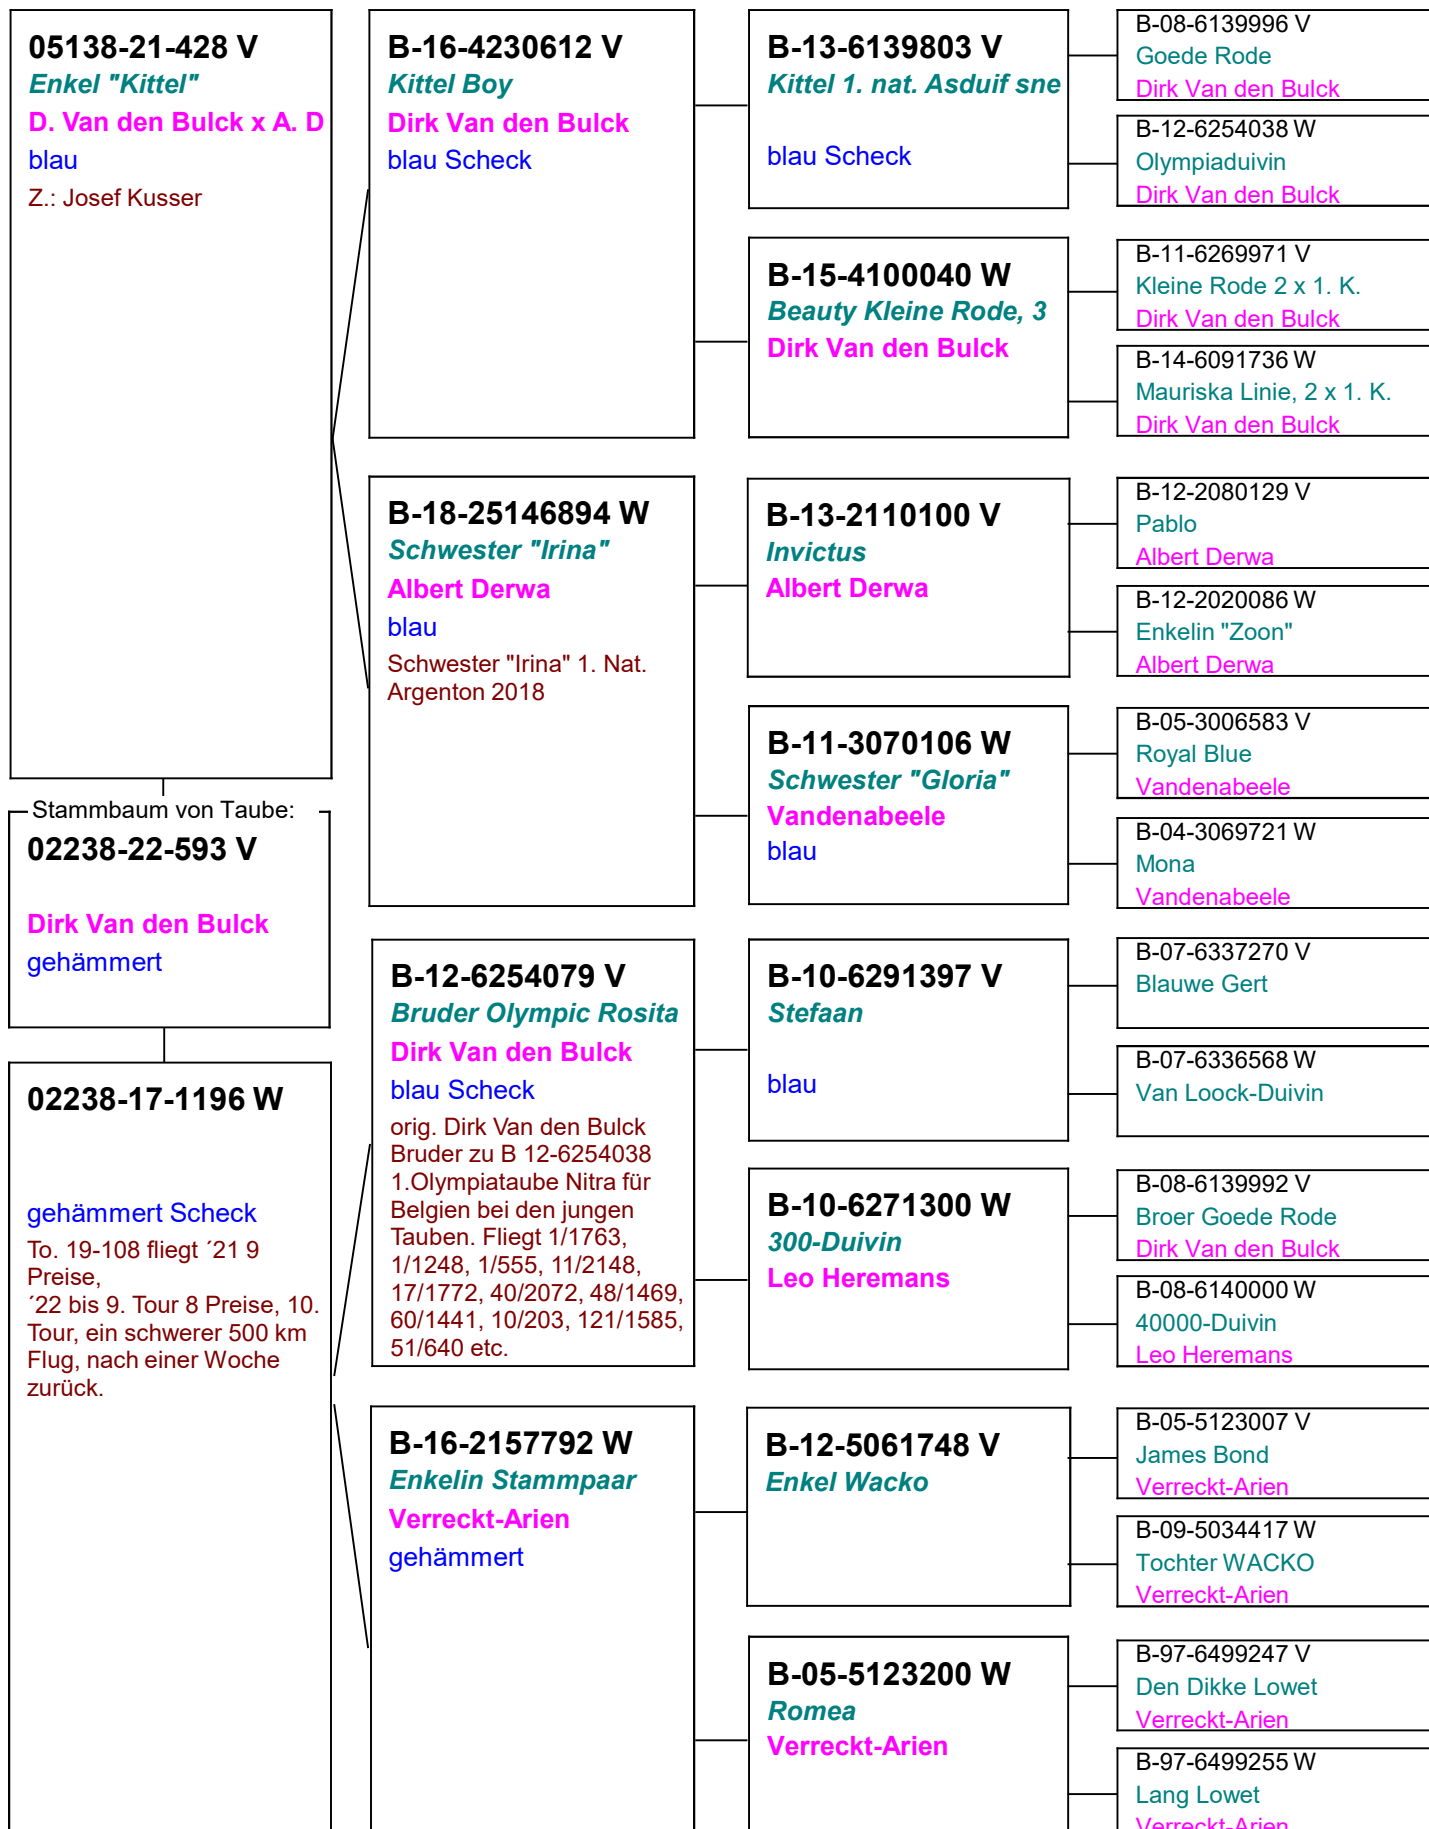 05138-21-428 V
Enkel "Kittel"
D. Van den Bulck x A. D
blau
Z.: Josef Kusser
Stammbaum von Taube:
02238-22-593 V
Dirk Van den Bulck
gehämmert
02238-17-1196 W
gehämmert Scheck
To. 19-108 fliegt ´21 9
Preise,
´22 bis 9. Tour 8 Preise, 10.
Tour, ein schwerer 500 km
Flug, nach einer Woche
zurück.
B-16-4230612 V
Kittel Boy
Dirk Van den Bulck
blau Scheck
B-18-25146894 W
Schwester "Irina"
Albert Derwa
blau
Schwester "Irina" 1. Nat.
Argenton 2018
B-12-6254079 V
Bruder Olympic Rosita
Dirk Van den Bulck
blau Scheck
orig. Dirk Van den Bulck
Bruder zu B 12-6254038
1.Olympiataube Nitra für
Belgien bei den jungen
Tauben. Fliegt 1/1763,
1/1248, 1/555, 11/2148,
17/1772, 40/2072, 48/1469,
60/1441, 10/203, 121/1585,
51/640 etc.
B-16-2157792 W
Enkelin Stammpaar
Verreckt-Arien
gehämmert
B-13-6139803 V
Kittel 1. nat. Asduif sne
blau Scheck
B-15-4100040 W
Beauty Kleine Rode, 3
Dirk Van den Bulck
B-13-2110100 V
Invictus
Albert Derwa
B-11-3070106 W
Schwester "Gloria"
Vandenabeele
blau
B-10-6291397 V
Stefaan
blau
B-10-6271300 W
300-Duivin
Leo Heremans
B-12-5061748 V
Enkel Wacko
B-05-5123200 W
Romea
Verreckt-Arien
B-08-6139996 V
Goede Rode
Dirk Van den Bulck
B-12-6254038 W
Olympiaduivin
Dirk Van den Bulck
B-11-6269971 V
Kleine Rode 2 x 1. K.
Dirk Van den Bulck
B-14-6091736 W
Mauriska Linie, 2 x 1. K.
Dirk Van den Bulck
B-12-2080129 V
Pablo
Albert Derwa
B-12-2020086 W
Enkelin "Zoon"
Albert Derwa
B-05-3006583 V
Royal Blue
Vandenabeele
B-04-3069721 W
Mona
Vandenabeele
B-07-6337270 V
Blauwe Gert
B-07-6336568 W
Van Loock-Duivin
B-08-6139992 V
Broer Goede Rode
Dirk Van den Bulck
B-08-6140000 W
40000-Duivin
Leo Heremans
B-05-5123007 V
James Bond
Verreckt-Arien
B-09-5034417 W
Tochter WACKO
Verreckt-Arien
B-97-6499247 V
Den Dikke Lowet
Verreckt-Arien
B-97-6499255 W
Lang Lowet
Verreckt-Arien